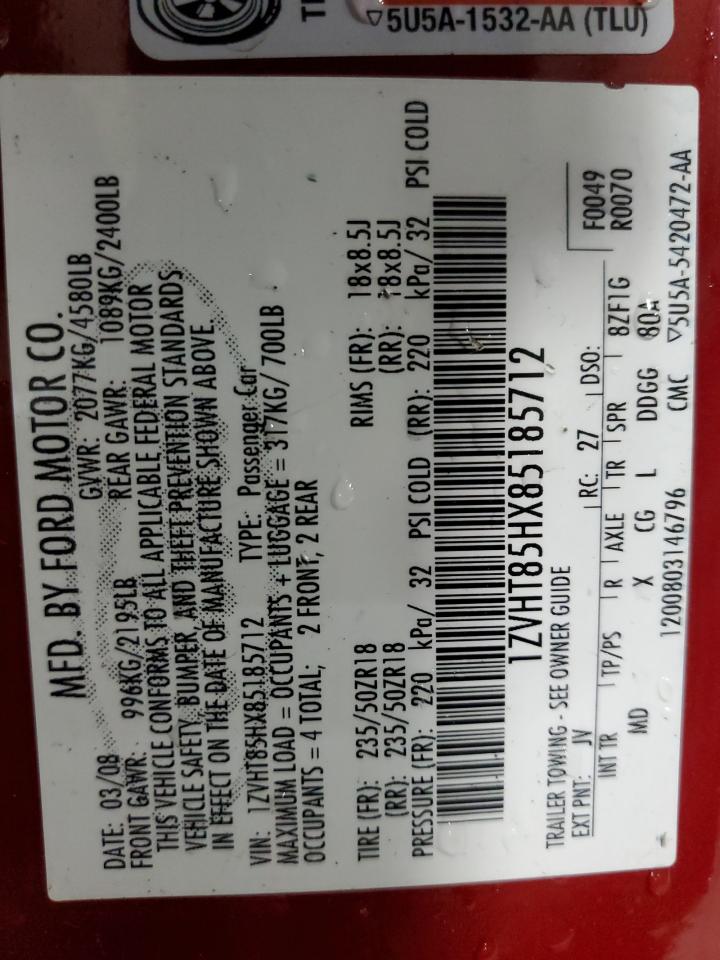 5U5A-1532-AA (TLU)
MFD. BY FORD MOTOR CO.
DATE: 03/08 GVWR: 2077KG/4580LB
FRONT GAWR: 996KG/2195LB REAR GAWR: 1089KG/2400LB
THIS VEHICLE CONFORMS TO ALL APPLICABLE FEDERAL MOTOR
VEHICLE SAFETY, BUMPER, AND THEFT PREVENTION STANDARDS
IN EFFECT ON THE DATE OF MANUFACTURE SHOWN ABOVE.
VIN: 1ZVHT85HX85185712 TYPE: Passenger Car
MAXIMUM LOAD = OCCUPANTS + LUGGAGE = 317KG/ 700LB
OCCUPANTS = 4 TOTAL; 2 FRONT, 2 REAR
TIRE (FR): 235/50ZR18 RIMS (FR): 18x8.5J
(RR): 235/50ZR18 (RR): 18x8.5J
PRESSURE (FR): 220 kPa/ 32 PSI COLD (RR): 220 kPa/ 32 PSI COLD
1ZVHT85HX85185712
TRAILER TOWING - SEE OWNER GUIDE F0049
EXT PNT: JV RC: 27 DSO: R0070
INT TR TP/PS R AXLE TR SPR 8ZF1G
MD X CG L DDGG 80A
1200803146796 CMC ▽5U5A-5420472-AA